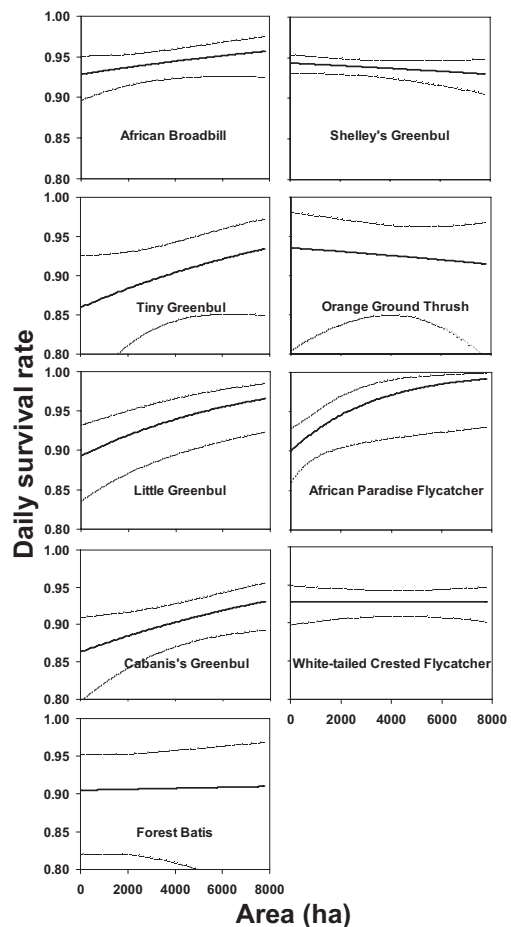 1.00
0.95
0.90
0.85
0.80
African Broadbill
Shelley's Greenbul
1.00
0.95
0.90
0.85
0.80
Tiny Greenbul
Orange Ground Thrush
1.00
0.95
0.90
0.85
0.80
Little Greenbul
African Paradise Flycatcher
1.00
0.95
0.90
0.85
0.80
Cabanis's Greenbul
White-tailed Crested Flycatcher
0 2000 4000 6000 8000
1.00
0.95
0.90
0.85
0.80
Forest Batis
0 2000 4000 6000 8000
Daily survival rate
Area (ha)